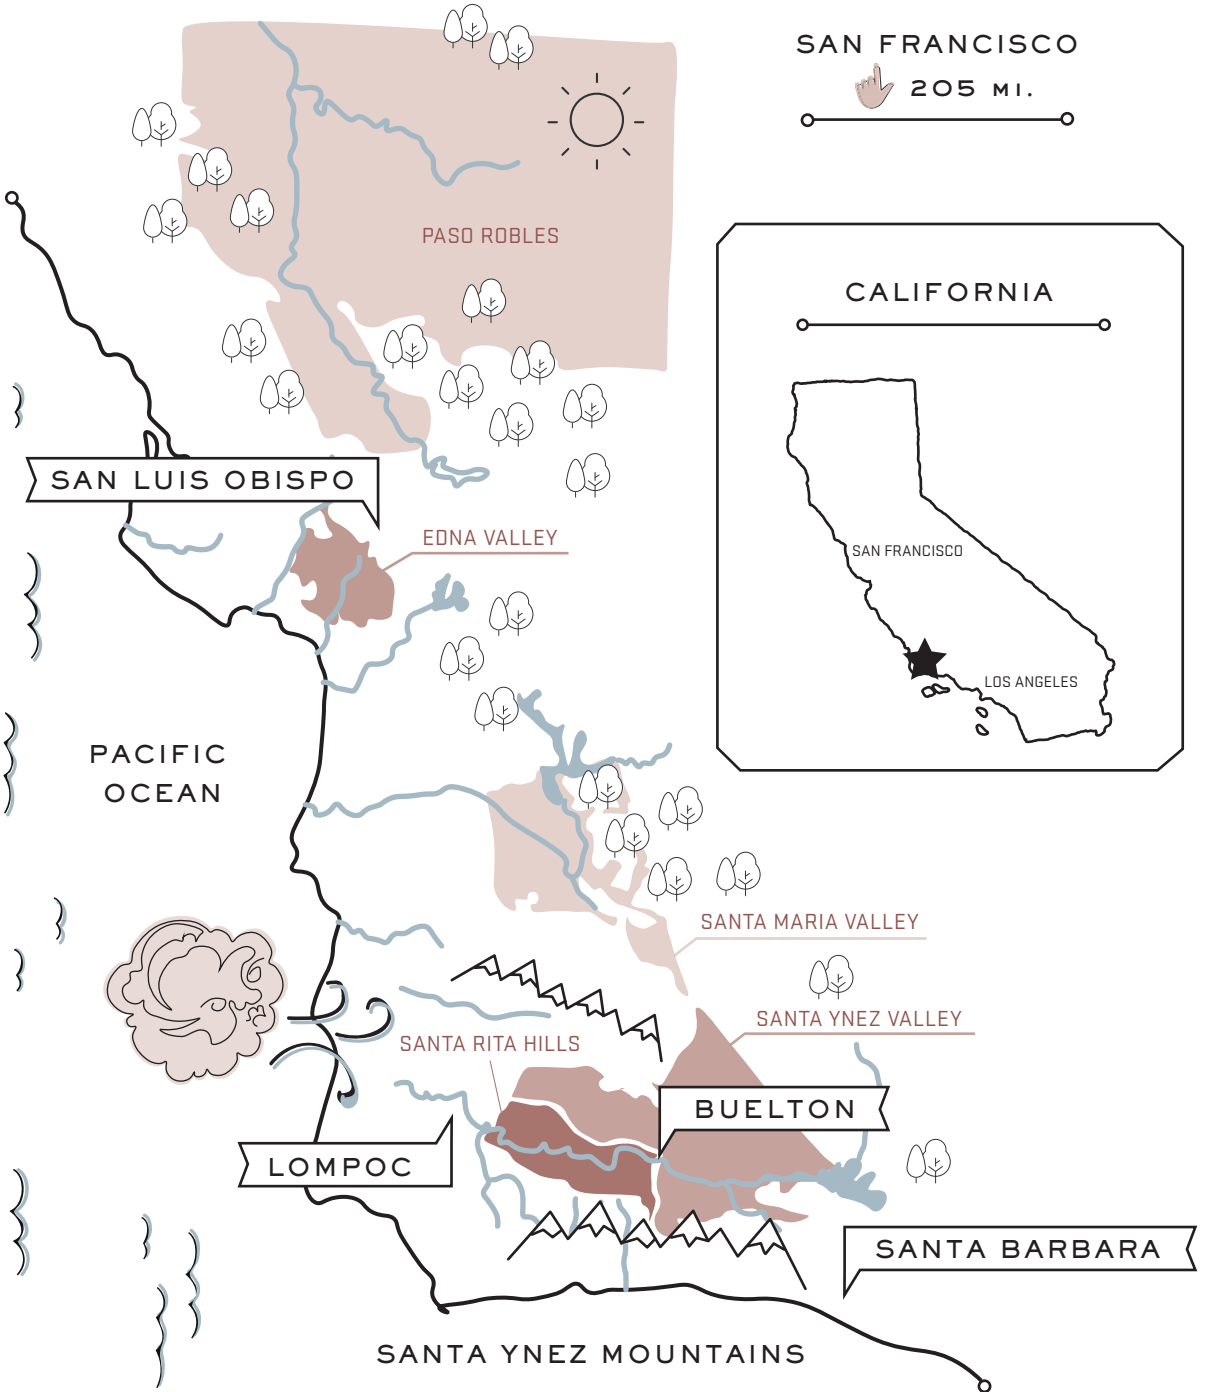 SAN FRANCISCO
205 MI.
PASO ROBLES
CALIFORNIA
SAN LUIS OBISPO
EDNA VALLEY
SAN FRANCISCO
LOS ANGELES
PACIFIC
OCEAN
SANTA MARIA VALLEY
SANTA YNEZ VALLEY
SANTA RITA HILLS
BUELTON
LOMPOC
SANTA BARBARA
SANTA YNEZ MOUNTAINS